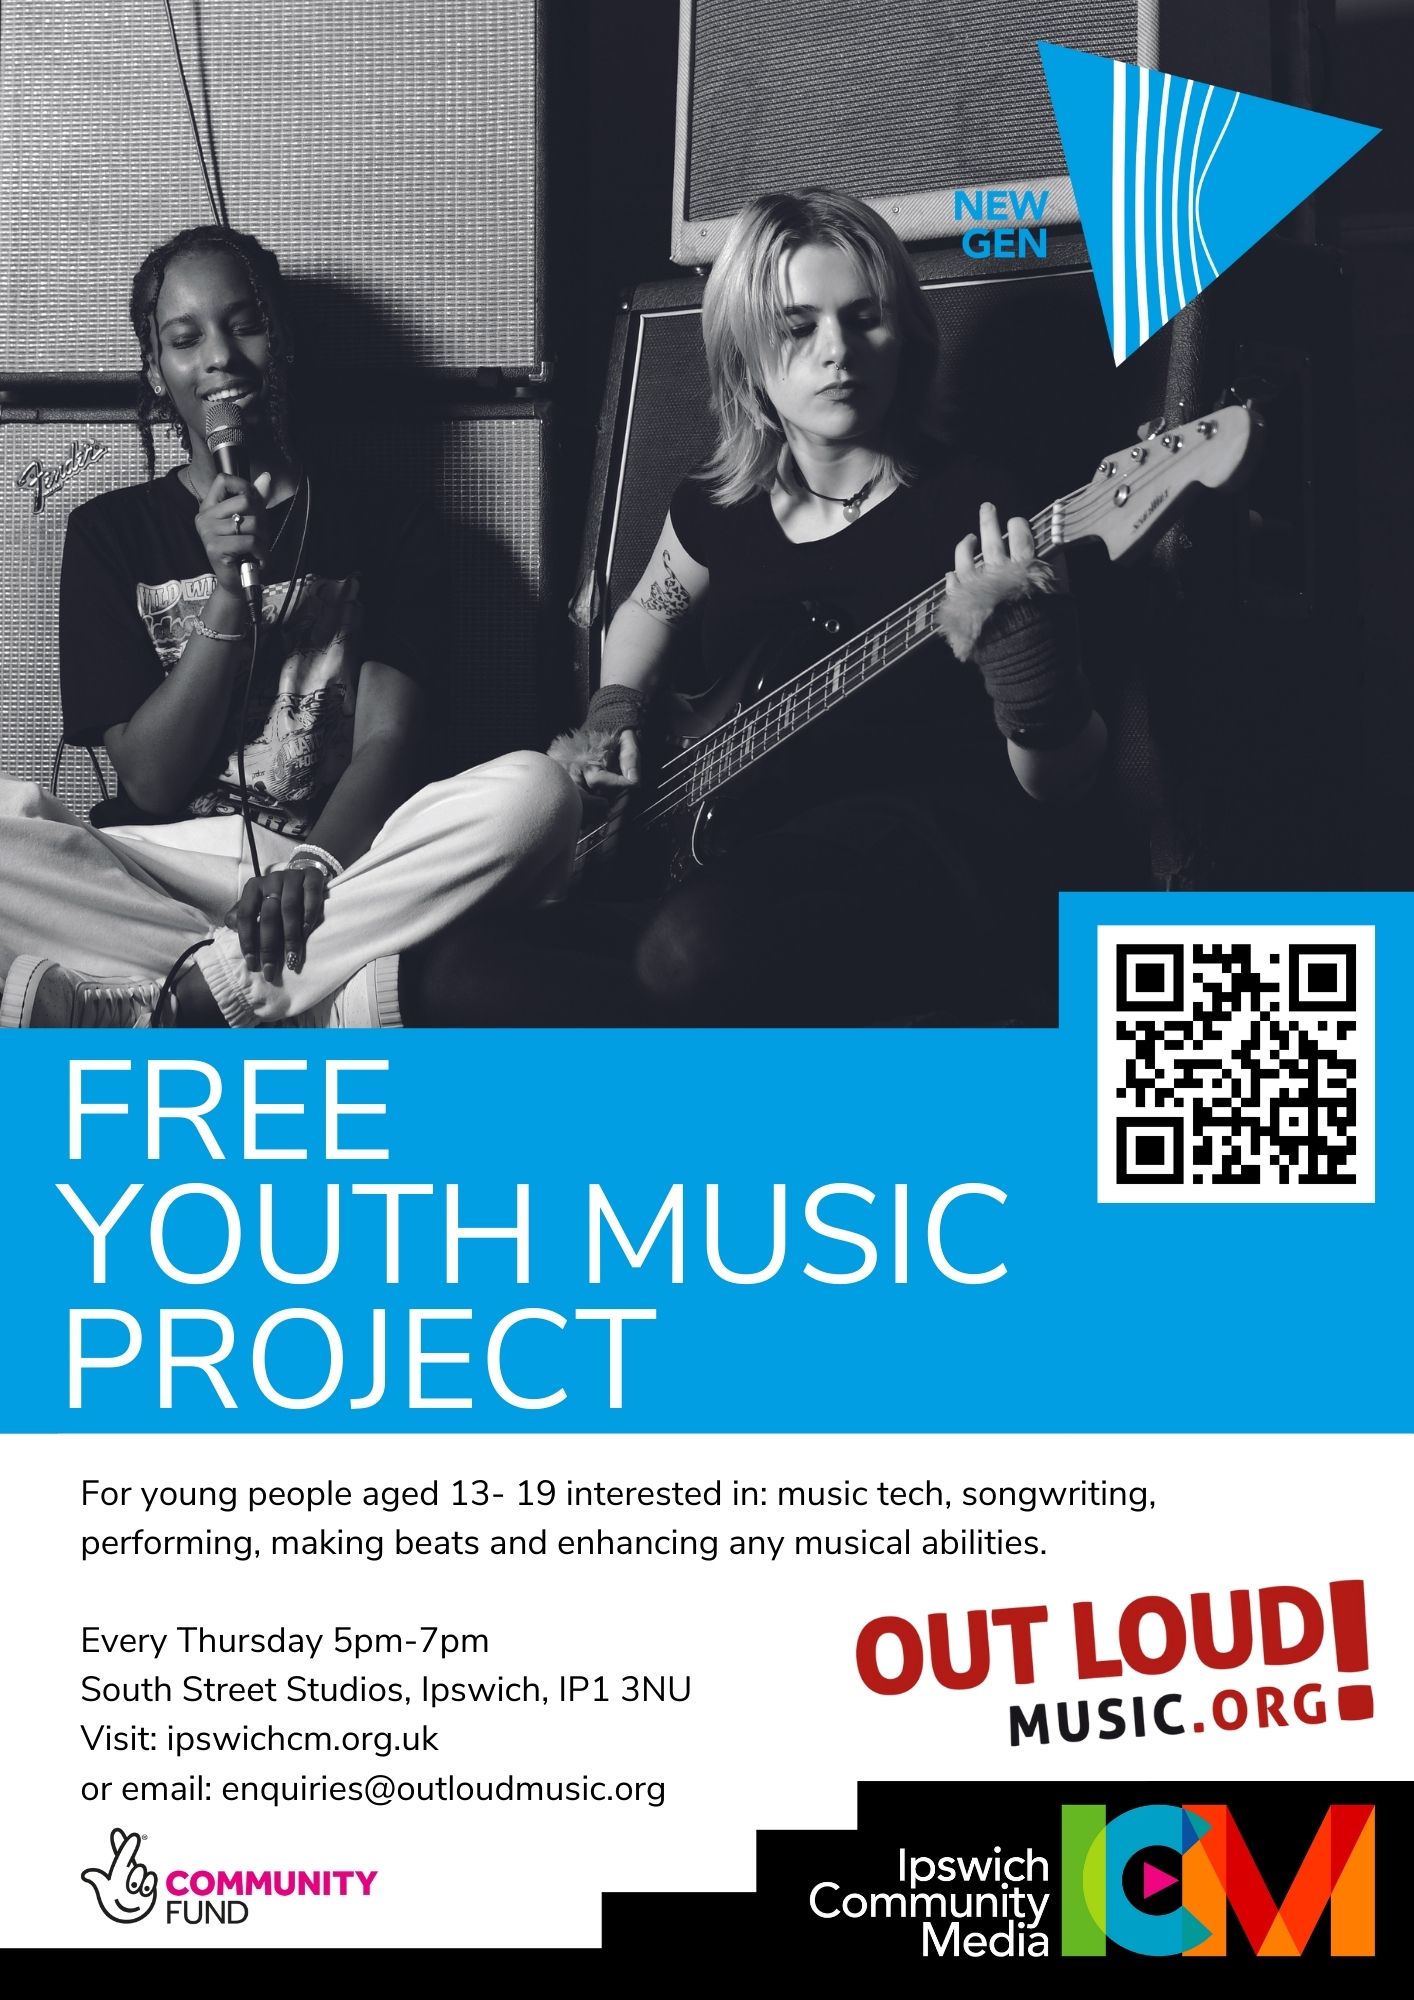 NEW
GEN
Fender
FREE
YOUTH MUSIC
PROJECT
For young people aged 13- 19 interested in: music tech, songwriting,
performing, making beats and enhancing any musical abilities.
Every Thursday 5pm-7pm
South Street Studios, Ipswich, IP1 3NU
Visit: ipswichcm.org.uk
or email: enquiries@outloudmusic.org
OUT LOUD!
MUSIC.ORG
COMMUNITY
FUND
Ipswich
Community
Media
ICM